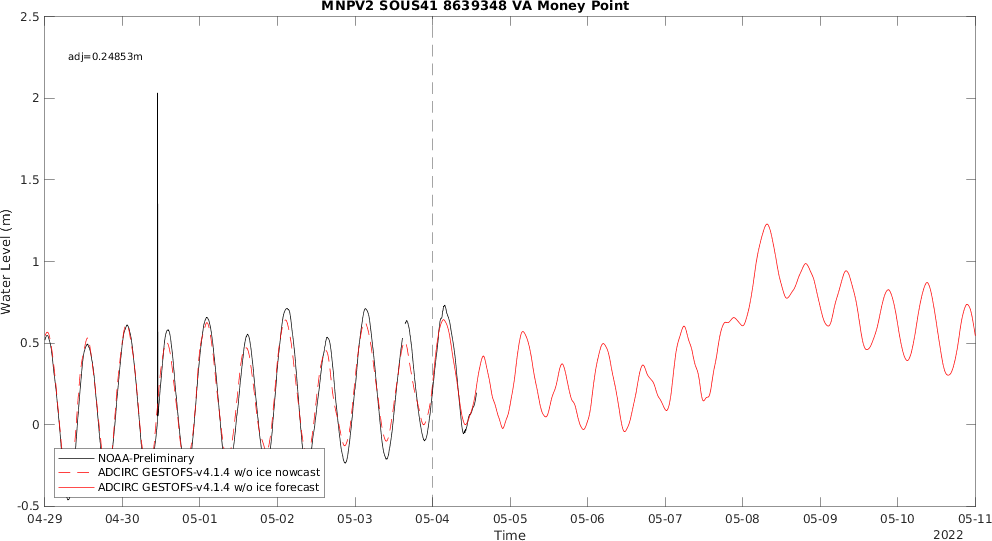 MNPV2 SOUS41 8639348 VA Money Point
adj=0.24853m
2.5
2
1.5
1
0.5
0
-0.5
Water Level (m)
NOAA-Preliminary
ADCIRC GESTOFS-v4.1.4 w/o ice nowcast
ADCIRC GESTOFS-v4.1.4 w/o ice forecast
04-29 04-30 05-01 05-02 05-03 05-04 05-05 05-06 05-07 05-08 05-09 05-10 05-11
Time
2022